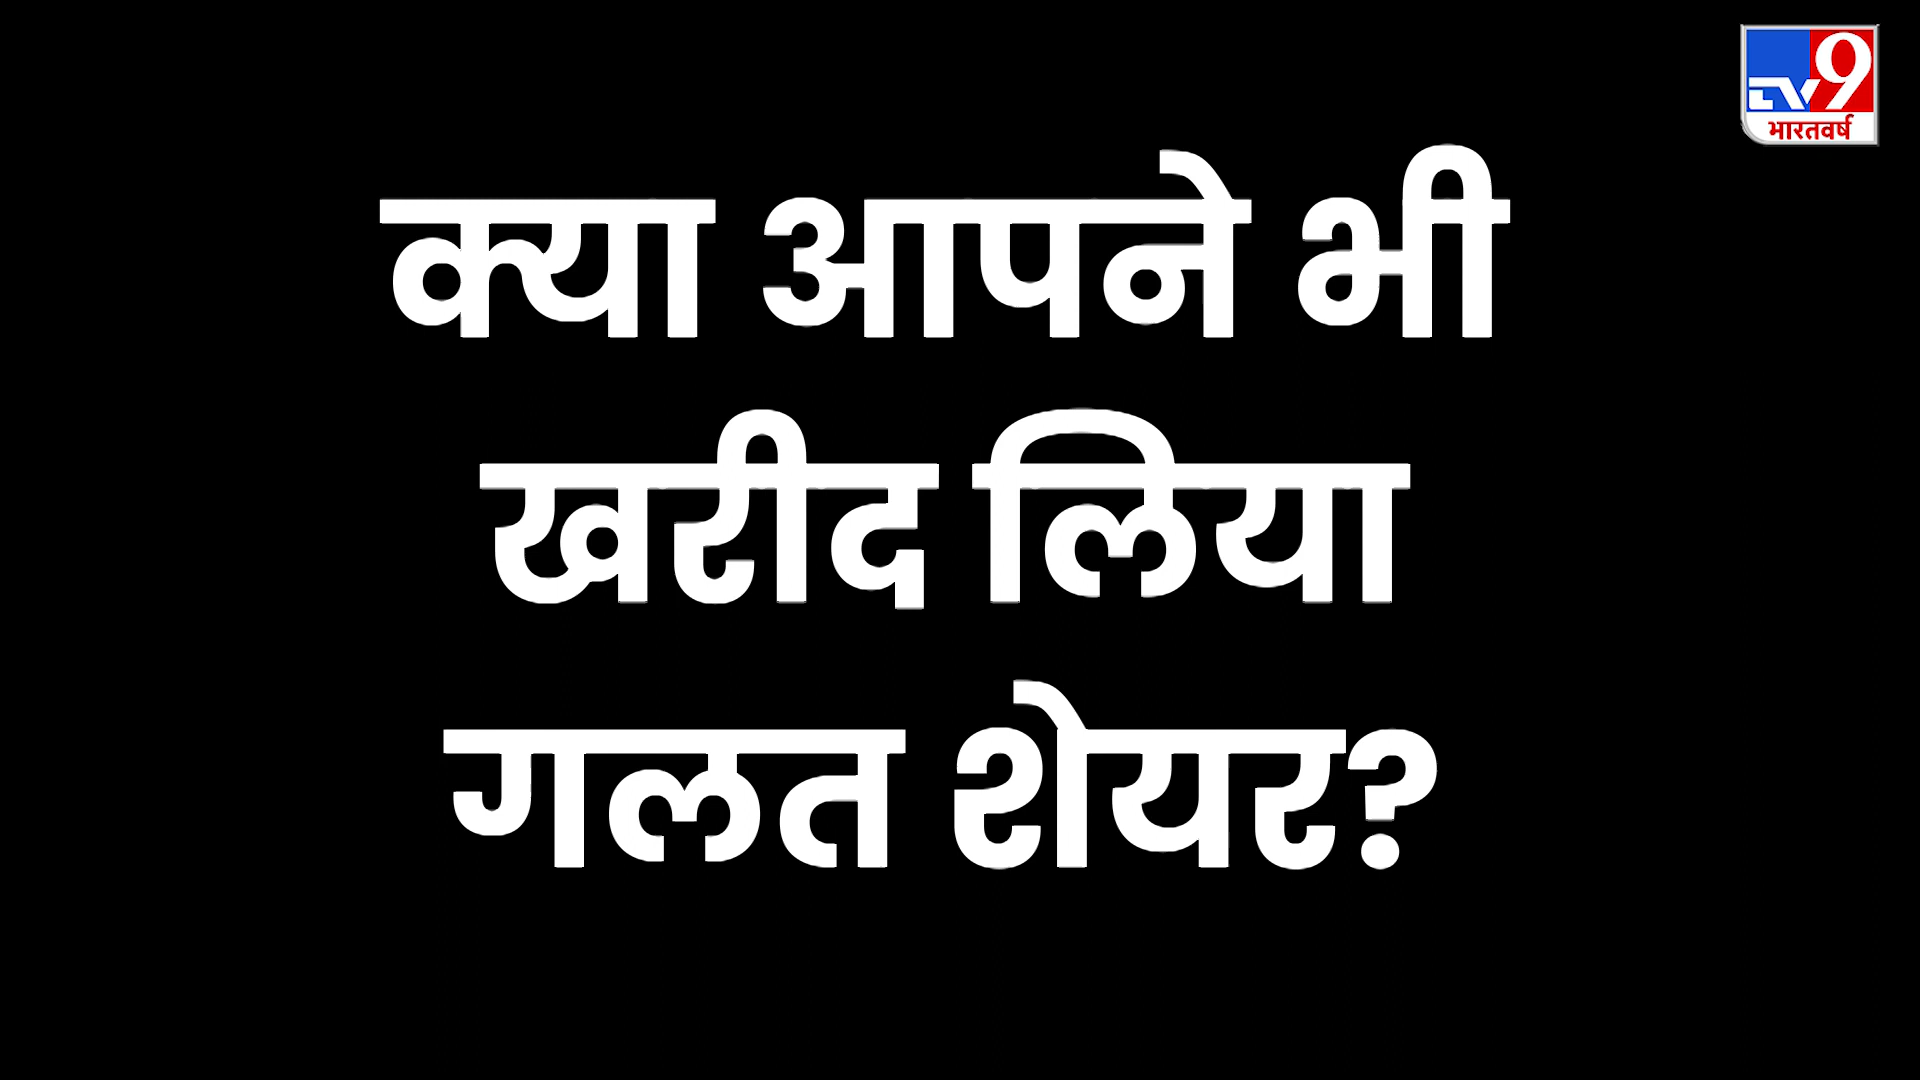 TV9
भारतवर्ष
क्या आपने भी
खरीद लिया
गलत शेयर?